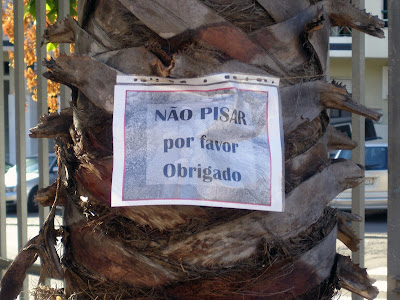 NÃO PISAR
por favor
Obrigado